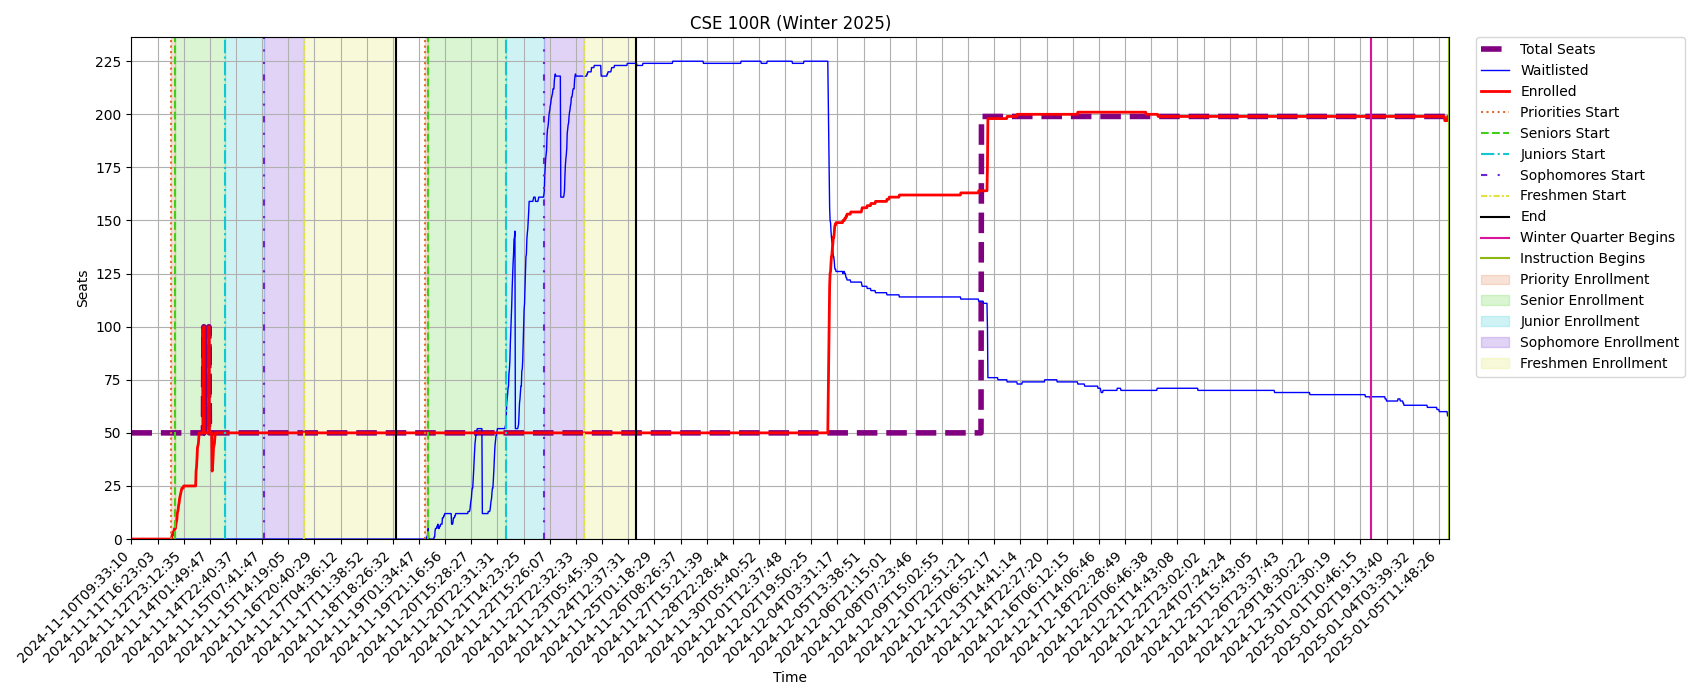 CSE 100R (Winter 2025)
Seats
225
200
175
150
125
100
75
50
25
0
2024-11-10T09:33:10
2024-11-11T16:23:03
2024-11-12T23:12:35
2024-11-14T01:49:47
2024-11-14T22:40:37
2024-11-15T07:41:47
2024-11-15T14:19:05
2024-11-16T20:40:29
2024-11-17T04:36:12
2024-11-17T11:38:52
2024-11-18T18:26:32
2024-11-19T01:34:47
2024-11-19T21:16:56
2024-11-20T15:28:27
2024-11-20T22:31:31
2024-11-21T14:23:25
2024-11-22T15:26:07
2024-11-22T22:32:33
2024-11-23T05:45:30
2024-11-24T12:37:31
2024-11-25T01:18:29
2024-11-26T08:26:37
2024-11-27T15:21:39
2024-11-28T22:28:44
2024-11-30T05:40:52
2024-12-01T12:37:48
2024-12-02T19:50:25
2024-12-04T03:31:17
2024-12-05T13:38:51
2024-12-06T21:15:01
2024-12-08T07:23:46
2024-12-09T15:02:55
2024-12-10T22:51:21
2024-12-12T06:52:17
2024-12-13T14:41:14
2024-12-14T22:27:20
2024-12-16T06:12:15
2024-12-17T14:06:46
2024-12-18T22:28:49
2024-12-20T06:46:38
2024-12-21T14:43:08
2024-12-22T23:02:02
2024-12-24T07:24:24
2024-12-25T15:43:05
2024-12-26T23:37:43
2024-12-29T18:30:22
2024-12-31T02:30:19
2025-01-01T10:46:15
2025-01-02T19:13:40
2025-01-04T03:39:32
2025-01-05T11:48:26
Time
Total Seats
Waitlisted
Enrolled
Priorities Start
Seniors Start
Juniors Start
Sophomores Start
Freshmen Start
End
Winter Quarter Begins
Instruction Begins
Priority Enrollment
Senior Enrollment
Junior Enrollment
Sophomore Enrollment
Freshmen Enrollment